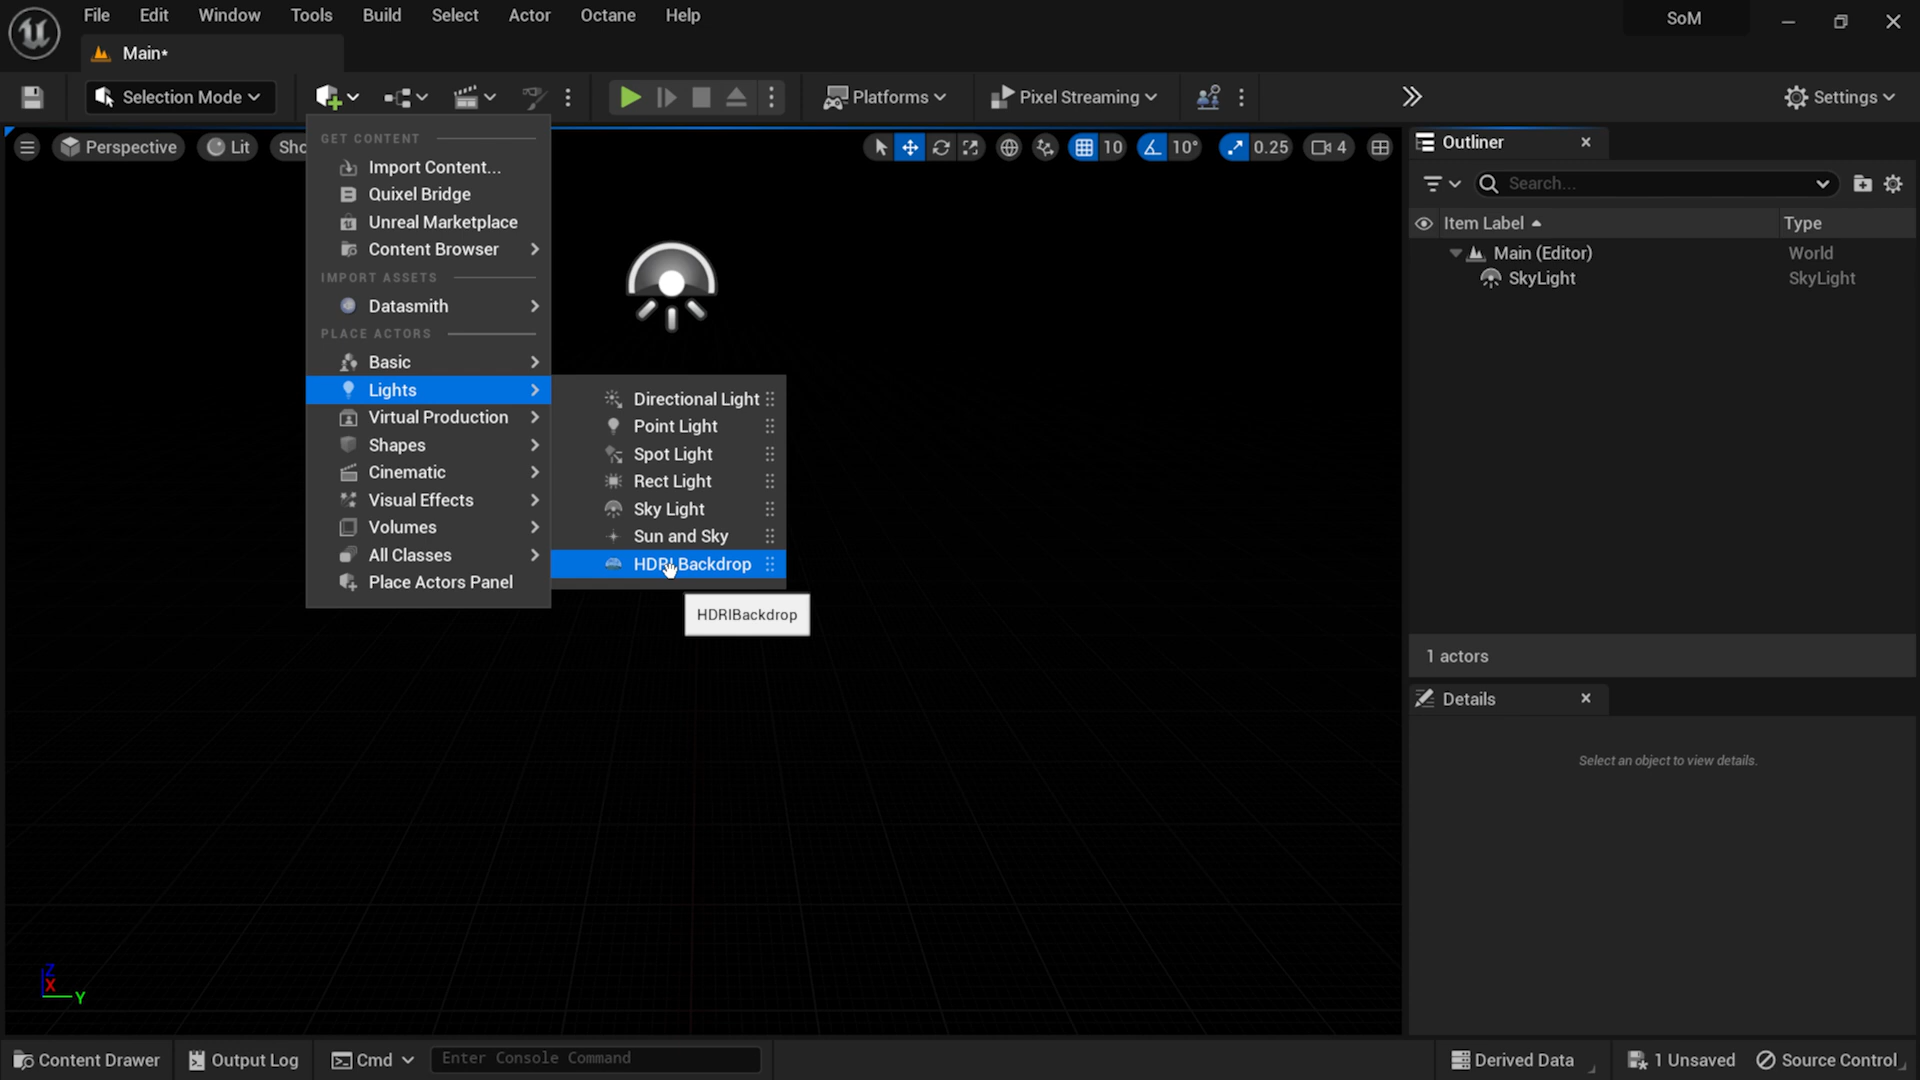 File Edit Window Tools Build Select Actor Octane Help
SoM
Main•
Selection Mode
Platforms
Pixel Streaming
Settings
Perspective
Lit
Sho
10
10°
0.25
4
GET CONTENT
Import Content...
Quixel Bridge
Unreal Marketplace
Content Browser
IMPORT ASSETS
Datasmith
PLACE ACTORS
Basic
Lights
Virtual Production
Shapes
Cinematic
Visual Effects
Volumes
All Classes
Place Actors Panel
Directional Light
Point Light
Spot Light
Rect Light
Sky Light
Sun and Sky
HDRI Backdrop
HDRIBackdrop
Outliner
Search...
Item Label Type
Main (Editor) World
SkyLight SkyLight
1 actors
Details
Select an object to view details.
Z
X
Y
Content Drawer
Output Log
Cmd
Enter Console Command
Derived Data
1 Unsaved
Source Control